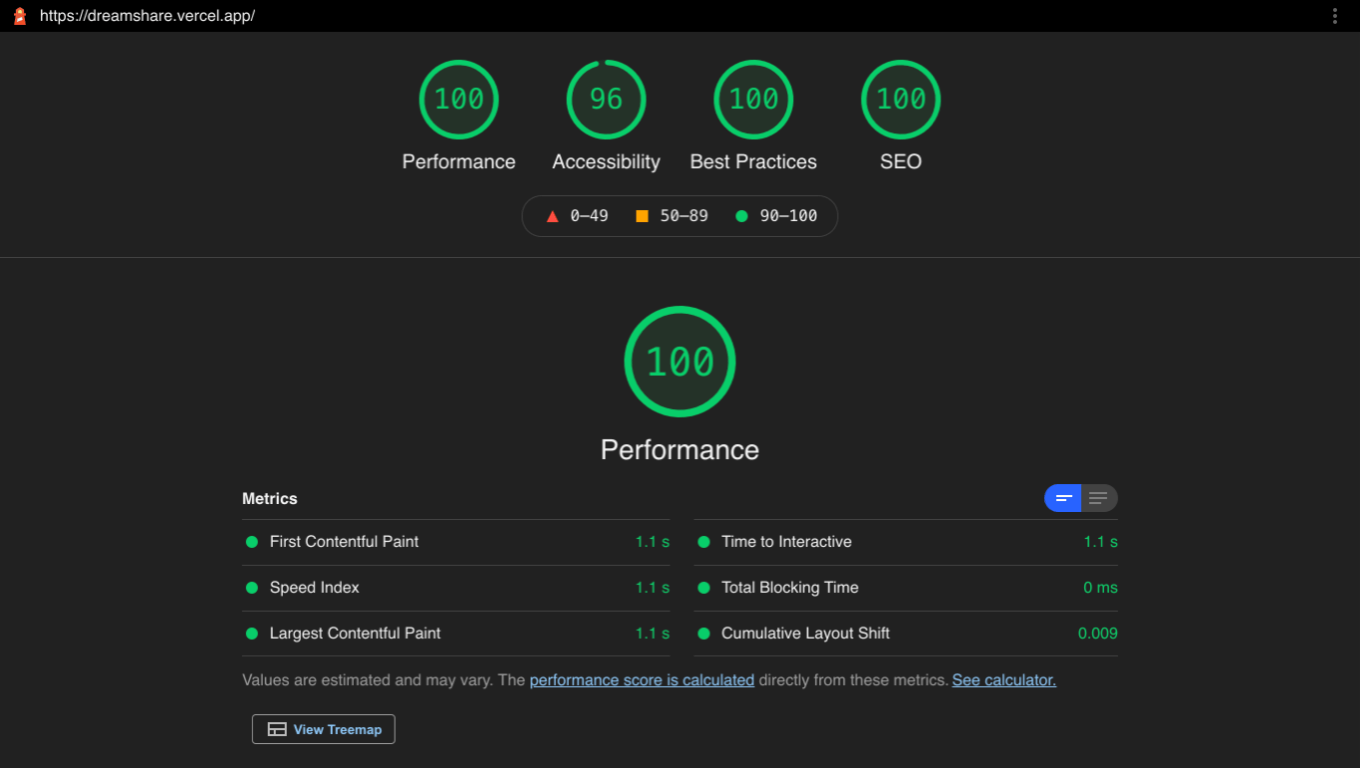 https://dreamshare.vercel.app/
100 96 100 100
Performance Accessibility Best Practices SEO
0–49 50–89 90–100
100
Performance
Metrics
First Contentful Paint 1.1 s
Time to Interactive 1.1 s
Speed Index 1.1 s
Total Blocking Time 0 ms
Largest Contentful Paint 1.1 s
Cumulative Layout Shift 0.009
Values are estimated and may vary. The performance score is calculated directly from these metrics. See calculator.
View Treemap